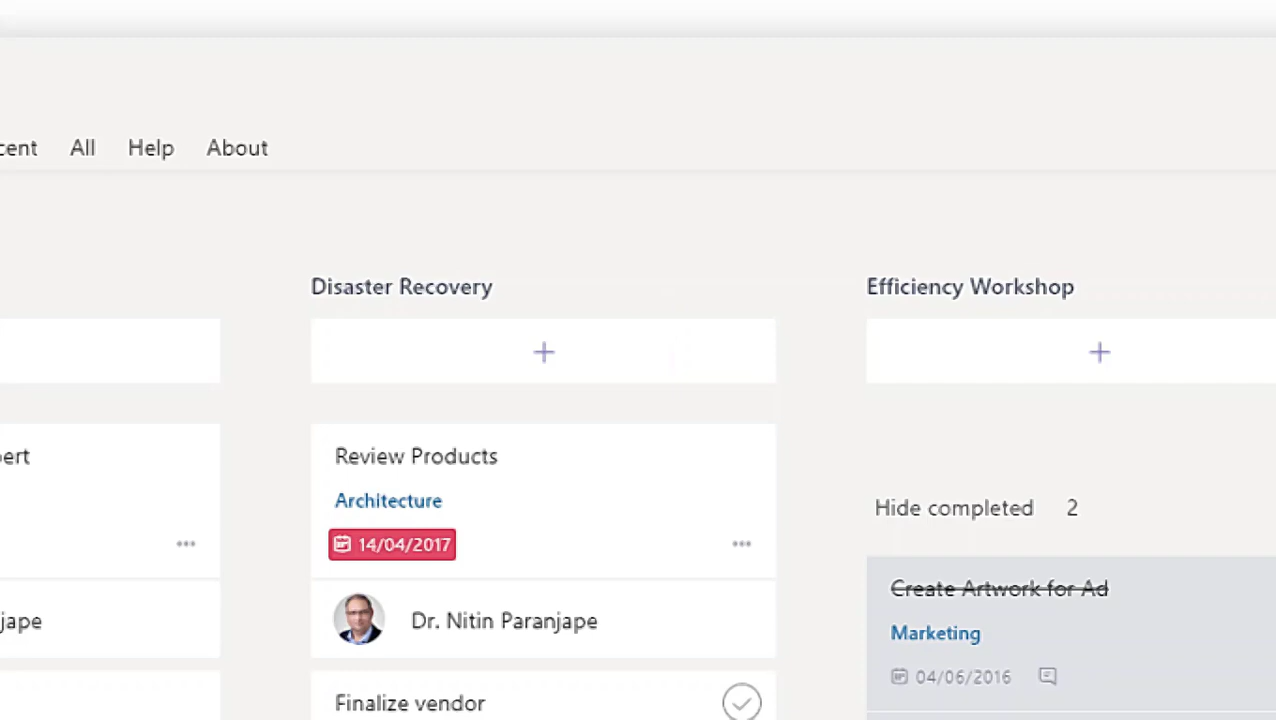 cent All Help About
Disaster Recovery
Efficiency Workshop
+
+
ert
Review Products
Architecture
14/04/2017
Hide completed 2
Create Artwork for Ad
Marketing
04/06/2016
jape
Dr. Nitin Paranjape
Finalize vendor